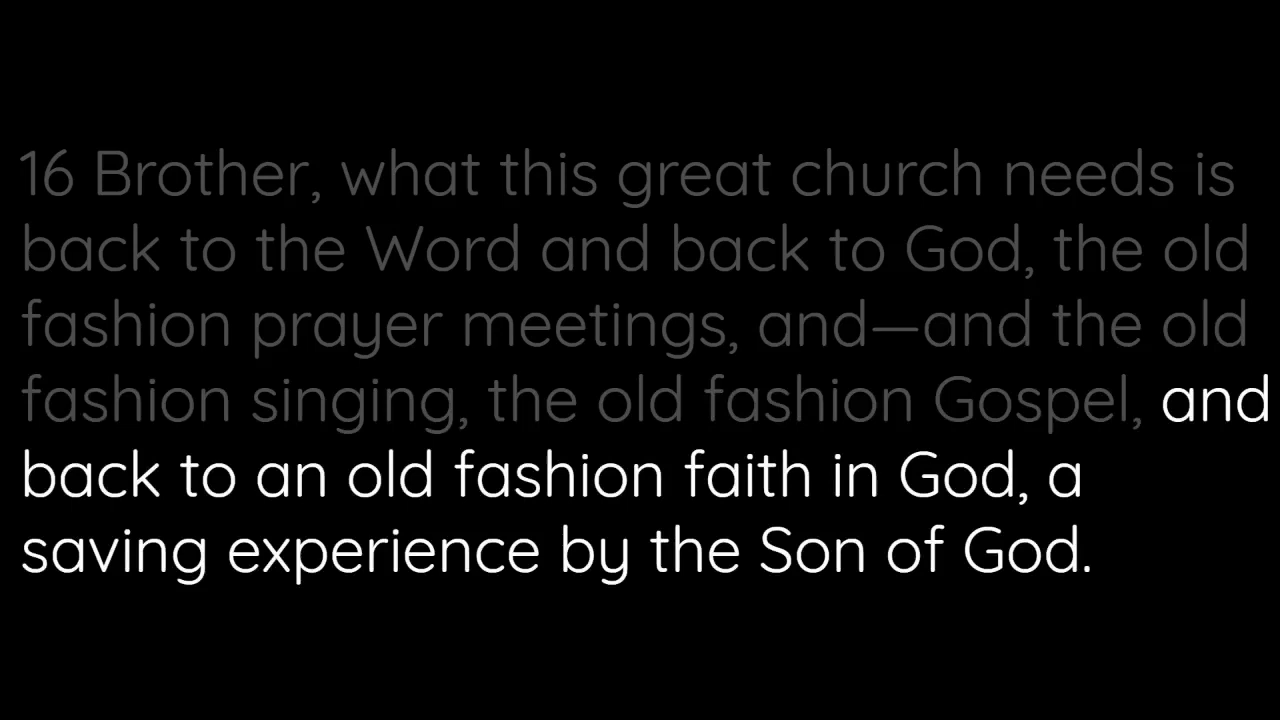 16 Brother, what this great church needs is
back to the Word and back to God, the old
fashion prayer meetings, and—and the old
fashion singing, the old fashion Gospel, and
back to an old fashion faith in God, a
saving experience by the Son of God.